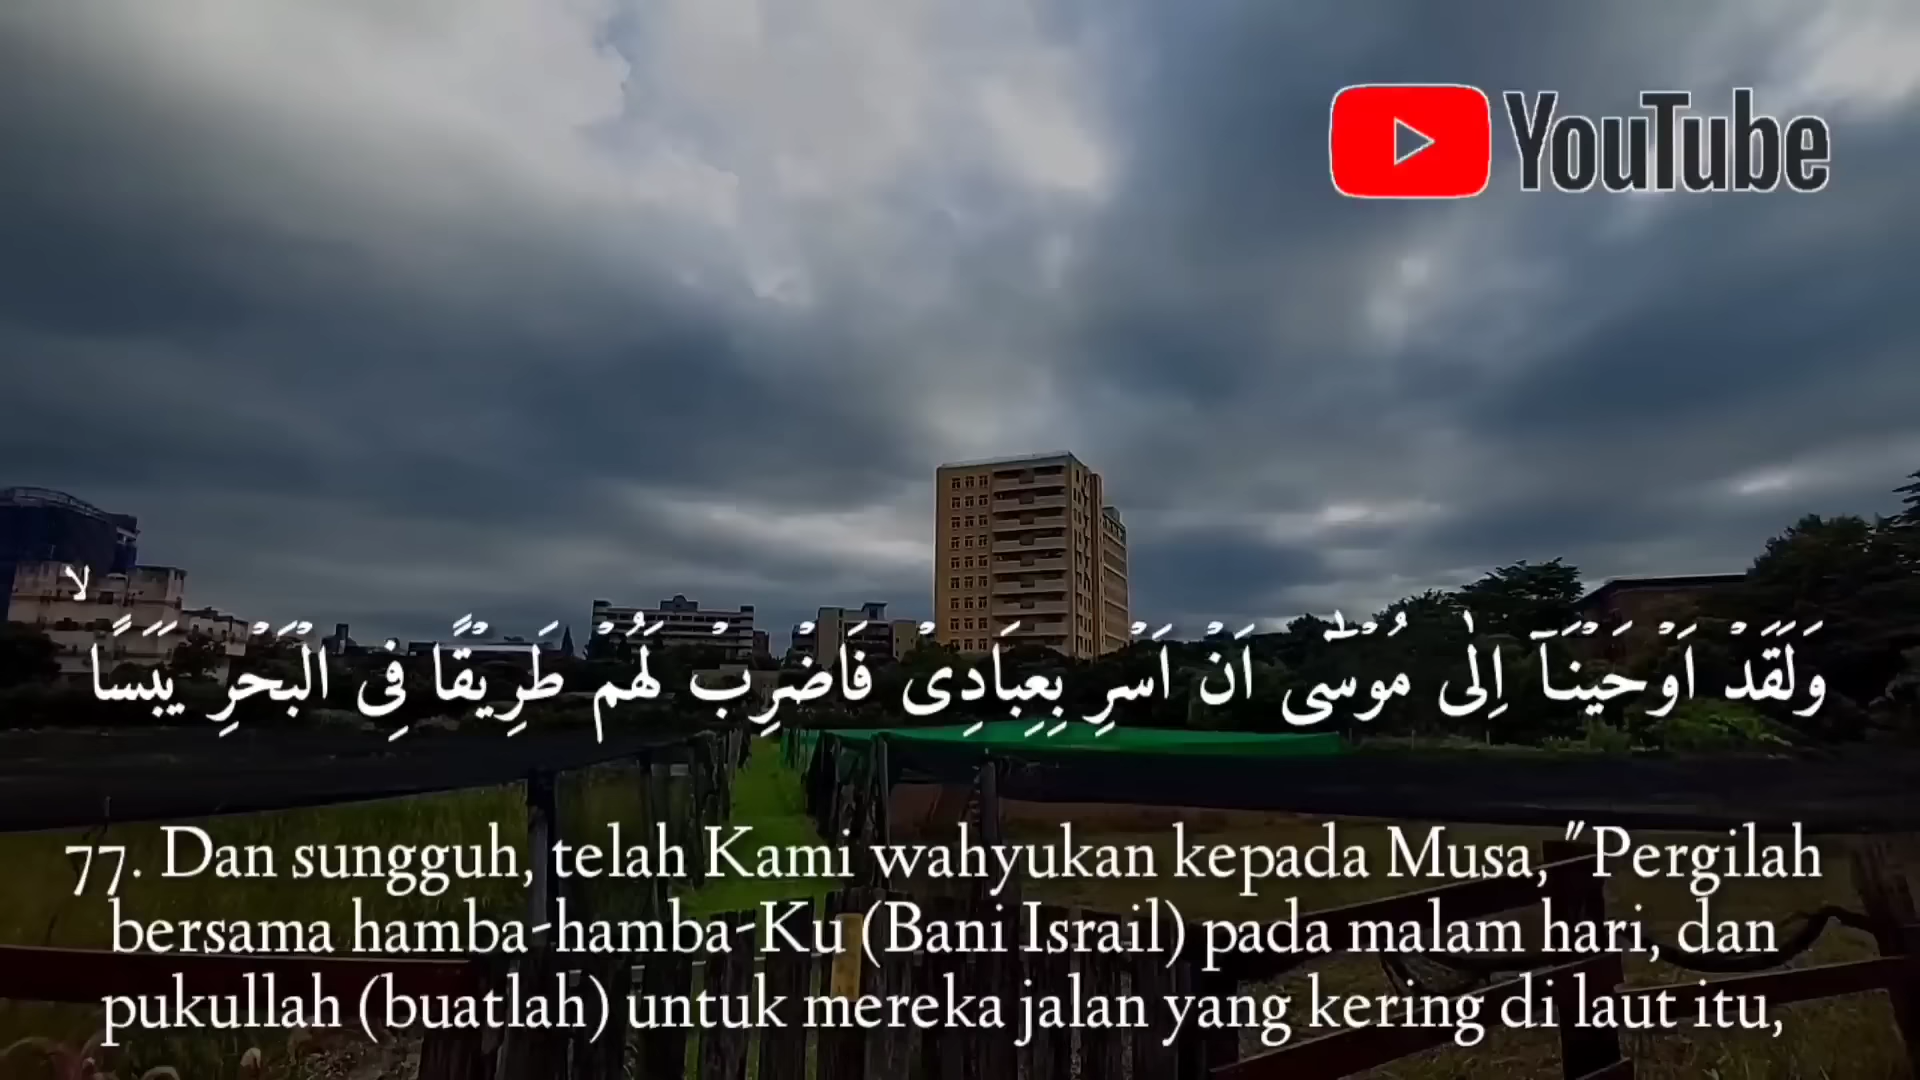 YouTube
وَلَقَدْ اَوْحَيْنَآ اِلٰى مُوْسٰٓى اَنْ اَسْرِ بِعِبَادِيْ فَاضْرِبْ لَهُمْ طَرِيْقًا فِى الْبَحْرِ يَبَسًاۙ
77. Dan sungguh, telah Kami wahyukan kepada Musa, "Pergilah
bersama hamba-hamba-Ku (Bani Israil) pada malam hari, dan
pukullah (buatlah) untuk mereka jalan yang kering di laut itu,